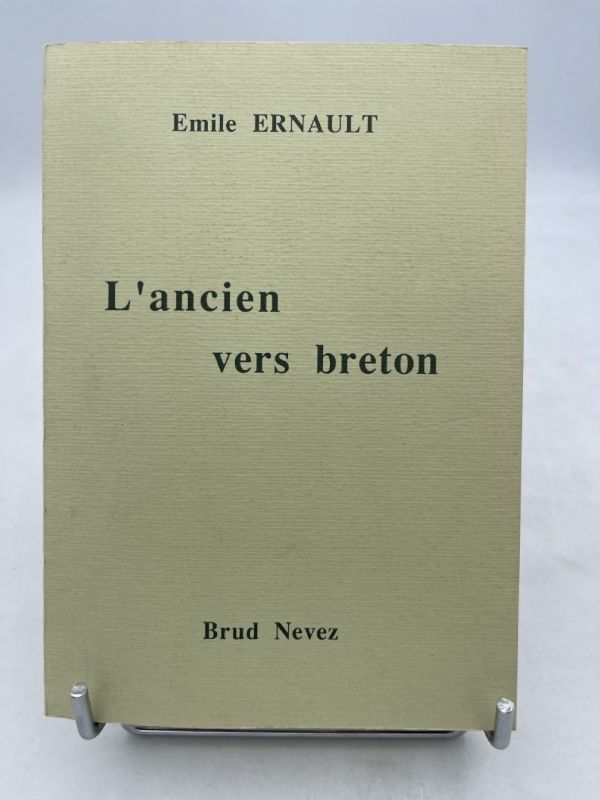 Emile ERNAULT
L'ancien
vers breton
Brud Nevez